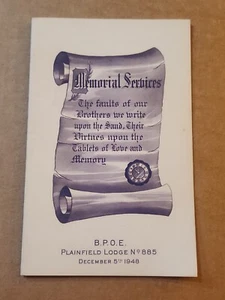 Memorial Services
The faults of our
Brothers we write
upon the Sand, Their
Virtues upon the
Tablets of Love and
Memory
B.P.O.E.
PLAINFIELD LODGE Nº 885
DECEMBER 5TH 1948